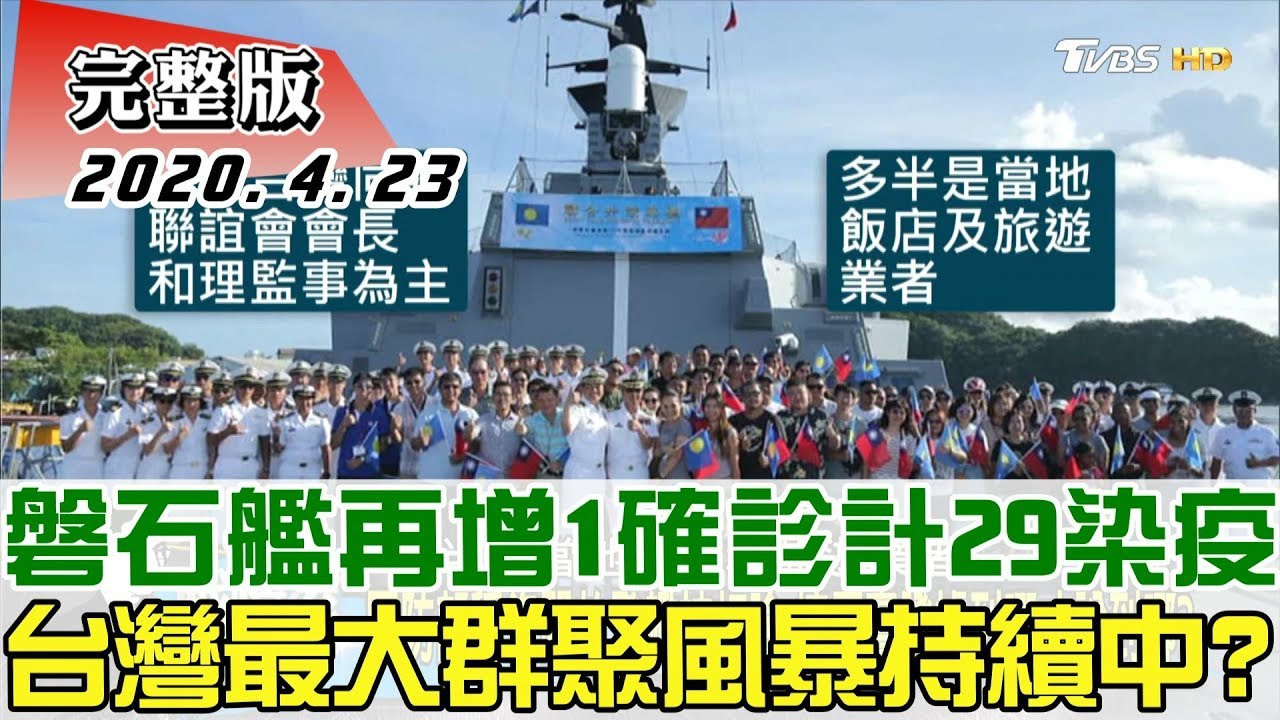 TVBS HD
完整版
2020.4.23
聯誼會會長
和理監事為主
多半是當地
飯店及旅遊
業者
磐石艦再增1確診計29染疫
台灣最大群聚風暴持續中?